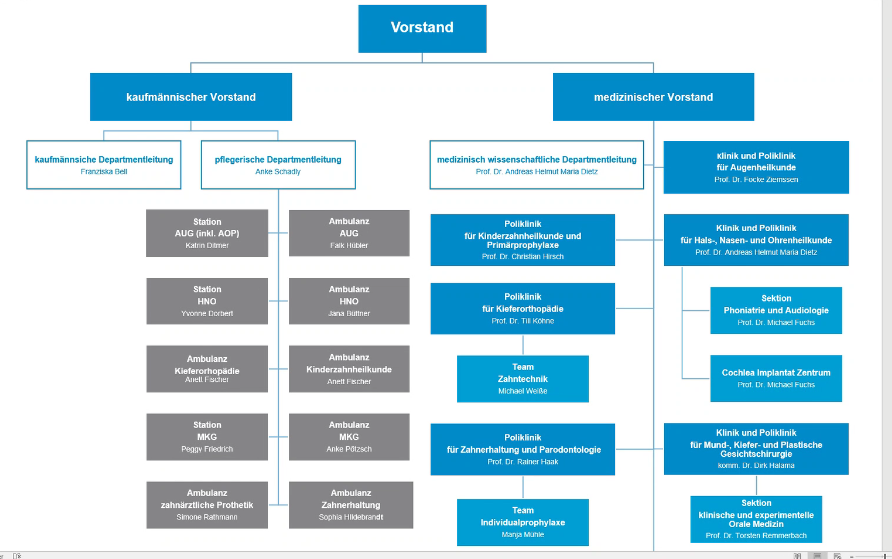 Vorstand
kaufmännischer Vorstand
medizinischer Vorstand
kaufmännsiche Departmentleitung
Franziska Bell
pflegerische Departmentleitung
Anke Schadly
medizinisch wissenschaftliche Departmentleitung
Prof. Dr. Andreas Helmut Maria Dietz
Klinik und Poliklinik
für Augenheilkunde
Prof. Dr. Focke Ziemssen
Station
AUG (inkl. AOP)
Katrin Ditmer
Ambulanz
AUG
Falk Hübler
Poliklinik
für Kinderzahnheilkunde und
Primärprophylaxe
Prof. Dr. Christian Hirsch
Klinik und Poliklinik
für Hals-, Nasen- und Ohrenheilkunde
Prof. Dr. Andreas Helmut Maria Dietz
Station
HNO
Yvonne Dorbert
Ambulanz
HNO
Jana Büttner
Poliklinik
für Kieferorthopädie
Prof. Dr. Till Köhne
Sektion
Phoniatrie und Audiologie
Prof. Dr. Michael Fuchs
Ambulanz
Kieferorhopädie
Anett Fischer
Ambulanz
Kinderzahnheilkunde
Anett Fischer
Team
Zahntechnik
Michael Weiße
Cochlea Implantat Zentrum
Prof. Dr. Michael Fuchs
Station
MKG
Peggy Friedrich
Ambulanz
MKG
Anke Pötzsch
Poliklinik
für Zahnerhaltung und Parodontologie
Prof. Dr. Rainer Haak
Klinik und Poliklinik
für Mund-, Kiefer- und Plastische
Gesichtschirurgie
komm. Dr. Dirk Halama
Ambulanz
zahnärztliche Prothetik
Simone Rathmann
Ambulanz
Zahnerhaltung
Sophia Hildebrandt
Team
Individualprophylaxe
Manja Mühle
Sektion
klinische und experimentelle
Orale Medizin
Prof. Dr. Torsten Remmerbach